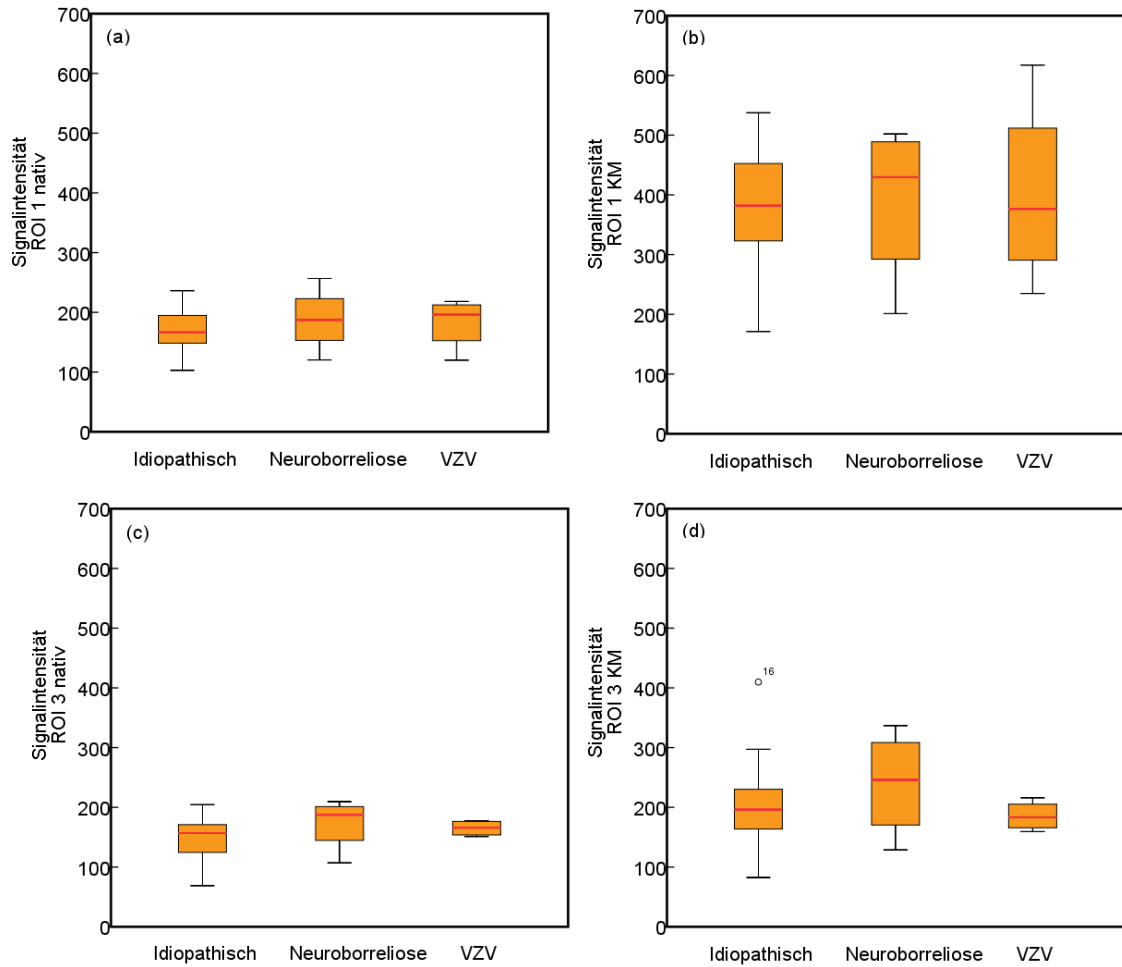 (a)
700
600
500
400
300
200
100
0
Signalintensität
ROI 1 nativ
Idiopathisch Neuroborreliose VZV
(b)
700
600
500
400
300
200
100
0
Signalintensität
ROI 1 KM
Idiopathisch Neuroborreliose VZV
(c)
700
600
500
400
300
200
100
0
Signalintensität
ROI 3 nativ
Idiopathisch Neuroborreliose VZV
(d)
700
600
500
400
300
200
100
0
Signalintensität
ROI 3 KM
16
Idiopathisch Neuroborreliose VZV